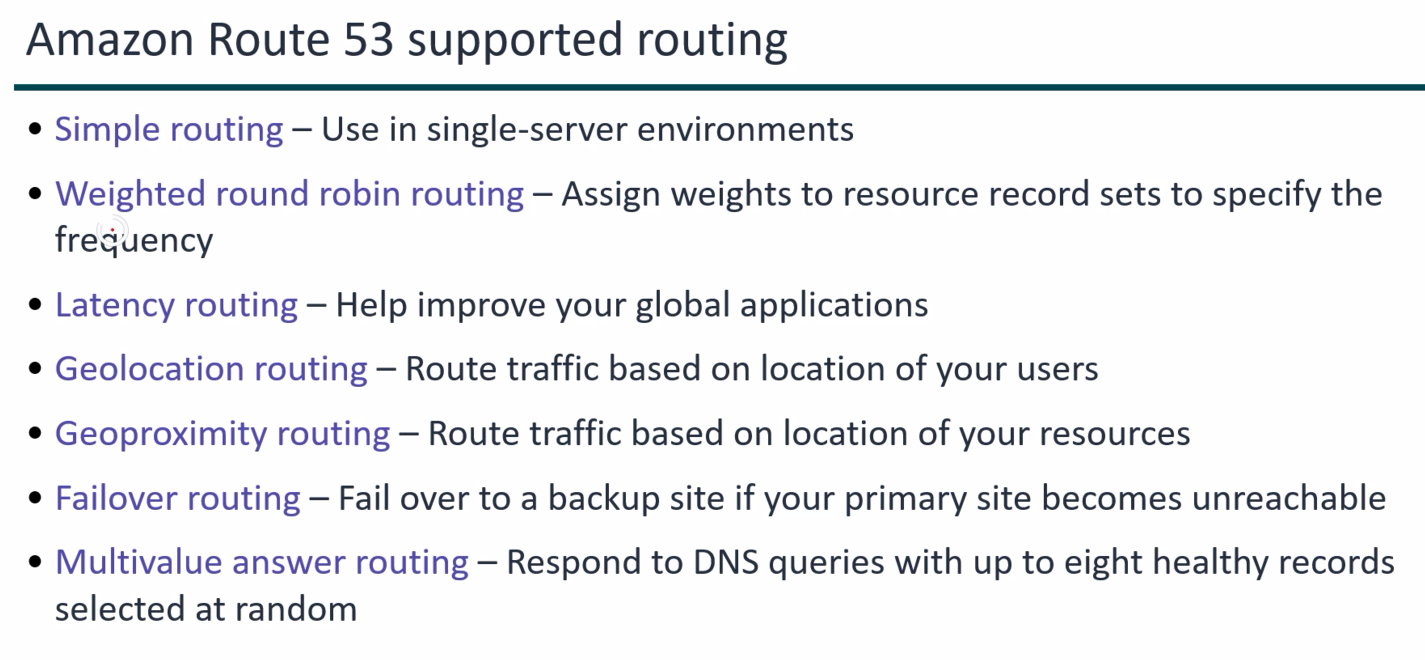 Amazon Route 53 supported routing
• Simple routing – Use in single-server environments
• Weighted round robin routing – Assign weights to resource record sets to specify the
frequency
• Latency routing – Help improve your global applications
• Geolocation routing – Route traffic based on location of your users
• Geoproximity routing – Route traffic based on location of your resources
• Failover routing – Fail over to a backup site if your primary site becomes unreachable
• Multivalue answer routing – Respond to DNS queries with up to eight healthy records
selected at random